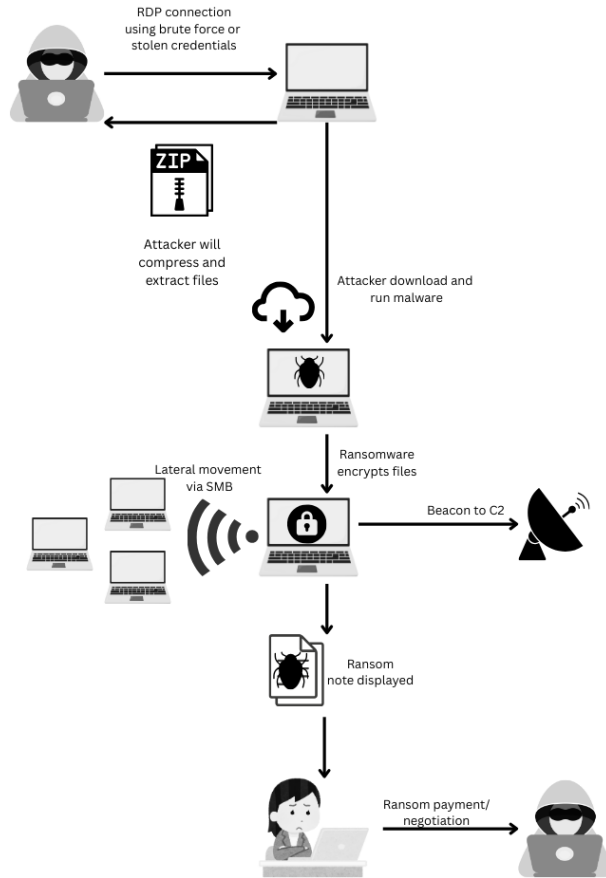 RDP connection
using brute force or
stolen credentials
ZIP
Attacker will
compress and
extract files
Attacker download and
run malware
Ransomware
encrypts files
Lateral movement
via SMB
Beacon to C2
Ransom
note displayed
Ransom payment/
negotiation